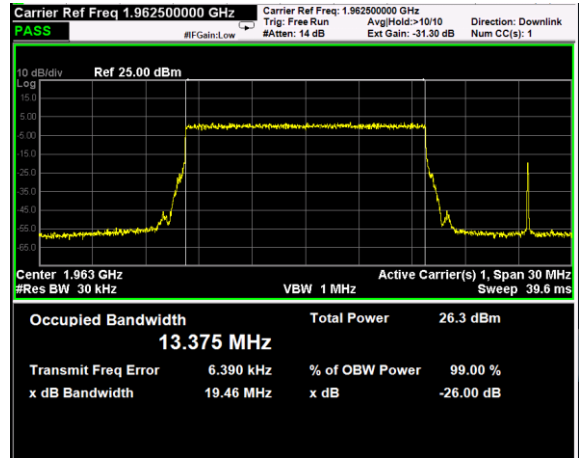 Carrier Ref Freq 1.962500000 GHz
PASS
#IFGain:Low
Carrier Ref Freq: 1.962500000 GHz
Trig: Free Run Avg|Hold:>10/10 Direction: Downlink
#Atten: 14 dB Ext Gain: -31.30 dB Num CC(s): 1
10 dB/div Ref 25.00 dBm
Log
15.0
5.00
-5.00
-15.0
-25.0
-35.0
-45.0
-55.0
-65.0
Center 1.963 GHz Active Carrier(s) 1, Span 30 MHz
#Res BW 30 kHz VBW 1 MHz Sweep 39.6 ms
Occupied Bandwidth Total Power 26.3 dBm
13.375 MHz
Transmit Freq Error 6.390 kHz % of OBW Power 99.00 %
x dB Bandwidth 19.46 MHz x dB -26.00 dB